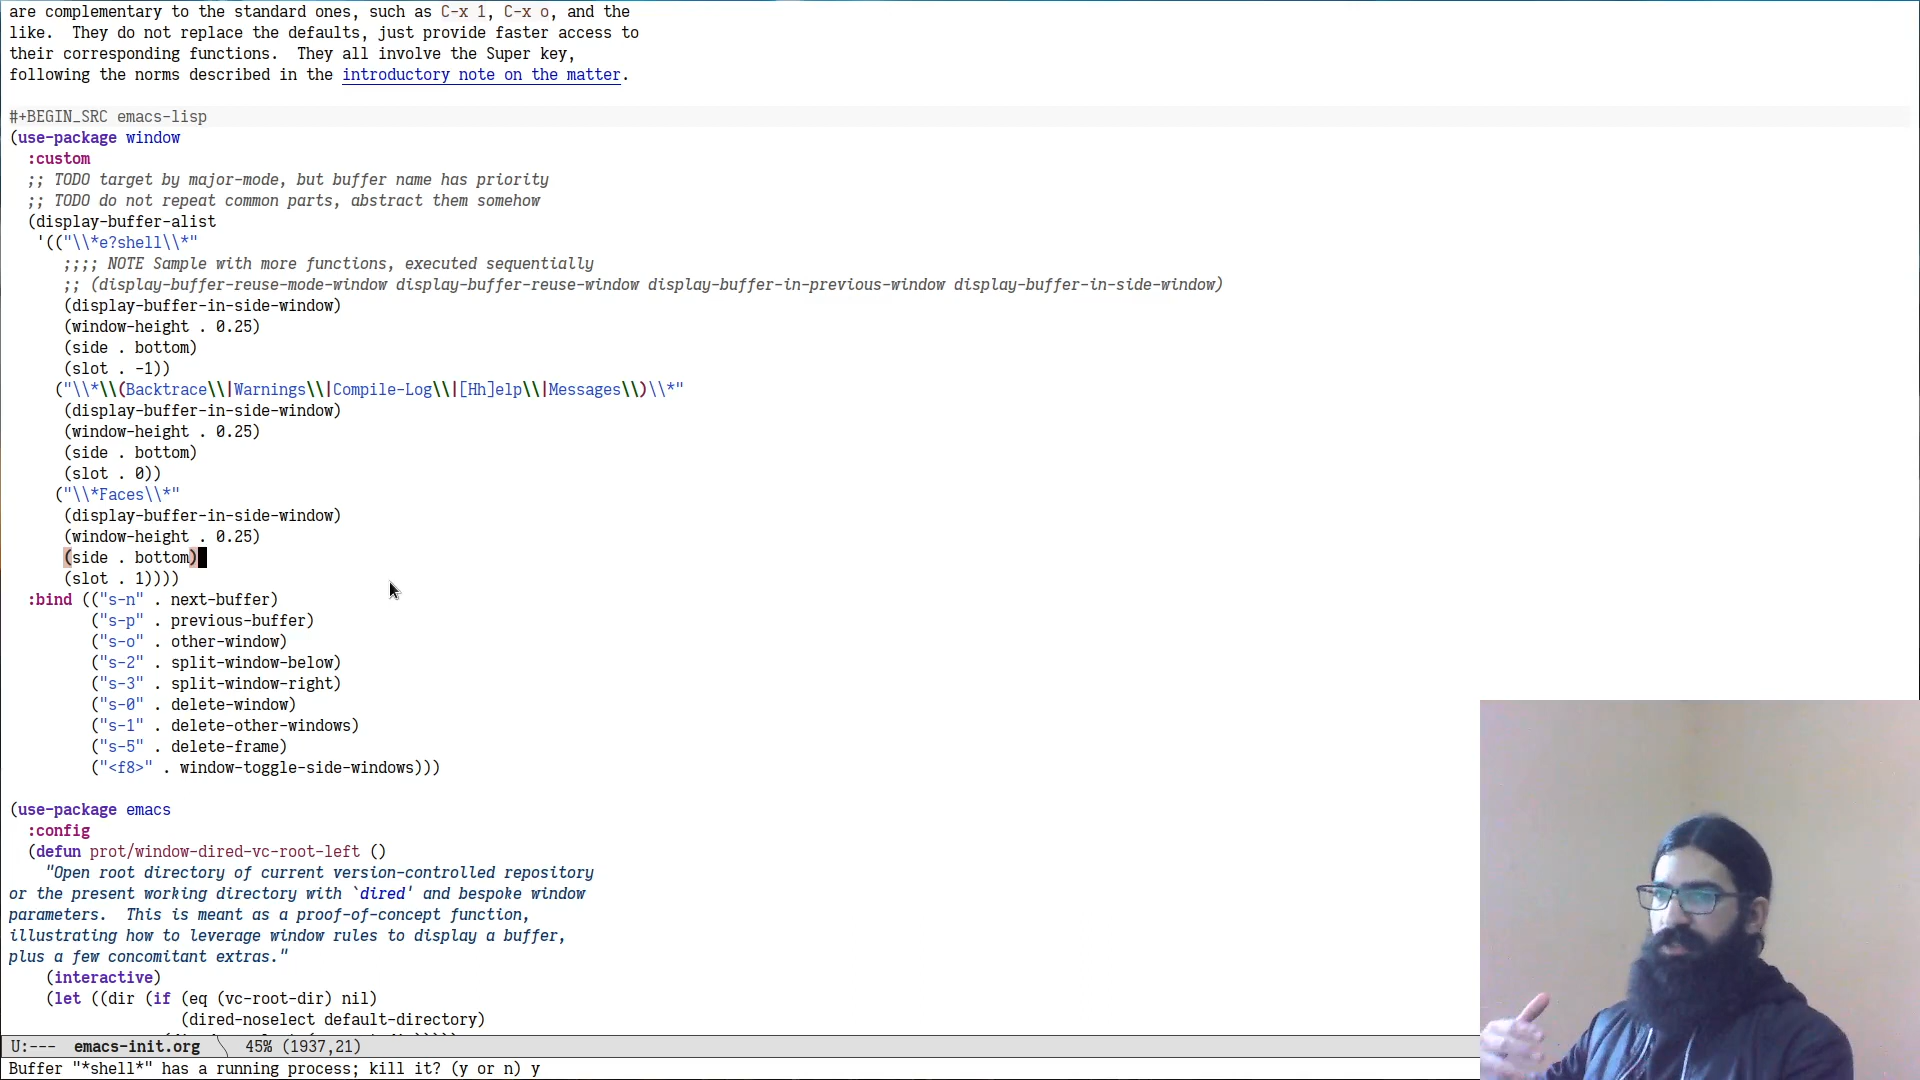 are complementary to the standard ones, such as C-x 1, C-x o, and the
like.  They do not replace the defaults, just provide faster access to
their corresponding functions.  They all involve the Super key,
following the norms described in the introductory note on the matter.
#+BEGIN_SRC emacs-lisp
(use-package window
  :custom
  ;; TODO target by major-mode, but buffer name has priority
  ;; TODO do not repeat common parts, abstract them somehow
  (display-buffer-alist
   '(("\\*e?shell\\*"
      ;;;; NOTE Sample with more functions, executed sequentially
      ;; (display-buffer-reuse-mode-window display-buffer-reuse-window display-buffer-in-previous-window display-buffer-in-side-window)
      (display-buffer-in-side-window)
      (window-height . 0.25)
      (side . bottom)
      (slot . -1))
     ("\\*\\(Backtrace\\|Warnings\\|Compile-Log\\|[Hh]elp\\|Messages\\)\\*"
      (display-buffer-in-side-window)
      (window-height . 0.25)
      (side . bottom)
      (slot . 0))
     ("\\*Faces\\*"
      (display-buffer-in-side-window)
      (window-height . 0.25)
      (side . bottom)
      (slot . 1))))
  :bind (("s-n" . next-buffer)
         ("s-p" . previous-buffer)
         ("s-o" . other-window)
         ("s-2" . split-window-below)
         ("s-3" . split-window-right)
         ("s-0" . delete-window)
         ("s-1" . delete-other-windows)
         ("s-5" . delete-frame)
         ("<f8>" . window-toggle-side-windows)))
(use-package emacs
  :config
  (defun prot/window-dired-vc-root-left ()
    "Open root directory of current version-controlled repository
or the present working directory with `dired' and bespoke window
parameters.  This is meant as a proof-of-concept function,
illustrating how to leverage window rules to display a buffer,
plus a few concomitant extras."
    (interactive)
    (let ((dir (if (eq (vc-root-dir) nil)
                   (dired-noselect default-directory)
U:---  emacs-init.org  45% (1937,21)
Buffer "*shell*" has a running process; kill it? (y or n) y